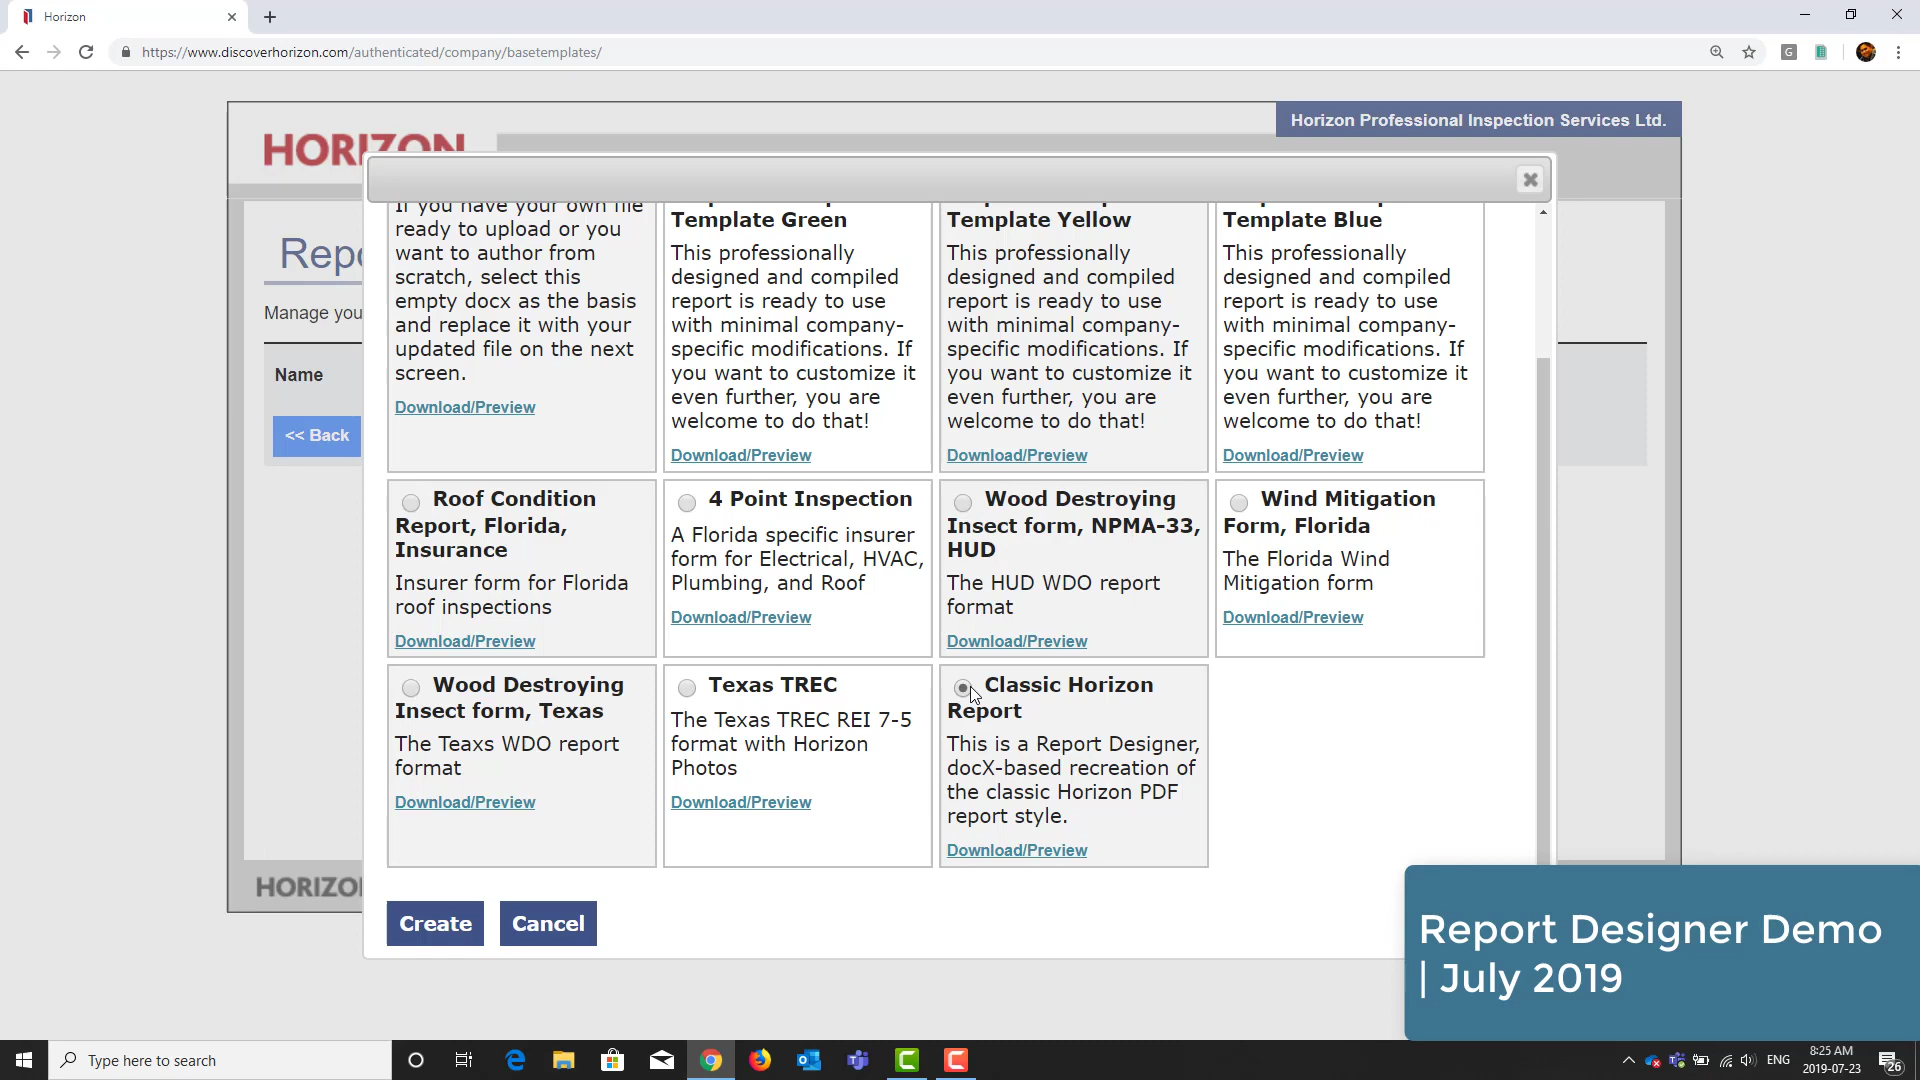 Horizon
https://www.discoverhorizon.com/authenticated/company/basetemplates/
Horizon Professional Inspection Services Ltd.
HORIZON
Repo
Manage you
Name
<< Back
If you have your own file
ready to upload or you
want to author from
scratch, select this
empty docx as the basis
and replace it with your
updated file on the next
screen.
Download/Preview
Template Green
This professionally
designed and compiled
report is ready to use
with minimal company-
specific modifications. If
you want to customize it
even further, you are
welcome to do that!
Download/Preview
Template Yellow
This professionally
designed and compiled
report is ready to use
with minimal company-
specific modifications. If
you want to customize it
even further, you are
welcome to do that!
Download/Preview
Template Blue
This professionally
designed and compiled
report is ready to use
with minimal company-
specific modifications. If
you want to customize it
even further, you are
welcome to do that!
Download/Preview
Roof Condition
Report, Florida,
Insurance
Insurer form for Florida
roof inspections
Download/Preview
4 Point Inspection
A Florida specific insurer
form for Electrical, HVAC,
Plumbing, and Roof
Download/Preview
Wood Destroying
Insect form, NPMA-33,
HUD
The HUD WDO report
format
Download/Preview
Wind Mitigation
Form, Florida
The Florida Wind
Mitigation form
Download/Preview
Wood Destroying
Insect form, Texas
The Teaxs WDO report
format
Download/Preview
Texas TREC
The Texas TREC REI 7-5
format with Horizon
Photos
Download/Preview
Classic Horizon
Report
This is a Report Designer,
docX-based recreation of
the classic Horizon PDF
report style.
Download/Preview
Create
Cancel
HORIZO
Report Designer Demo
| July 2019
Type here to search
ENG
8:25 AM
2019-07-23
26